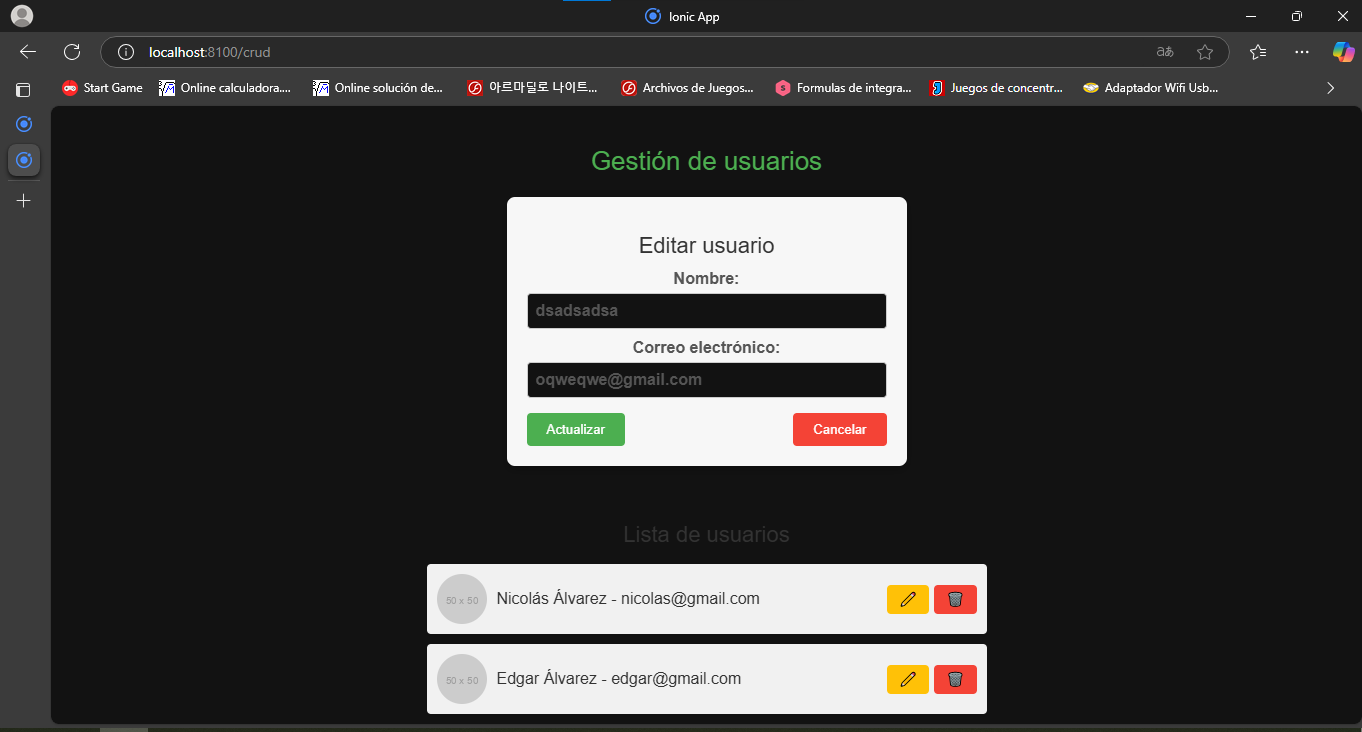 Ionic App
localhost:8100/crud
aあ
Start Game
Online calculadora....
Online solución de...
아르마딜로 나이트...
Archivos de Juegos...
Formulas de integra...
Juegos de concentr...
Adaptador Wifi Usb...
Gestión de usuarios
Editar usuario
Nombre:
dsadsadsa
Correo electrónico:
oqweqwe@gmail.com
Actualizar
Cancelar
Lista de usuarios
50 x 50
Nicolás Álvarez - nicolas@gmail.com
50 x 50
Edgar Álvarez - edgar@gmail.com